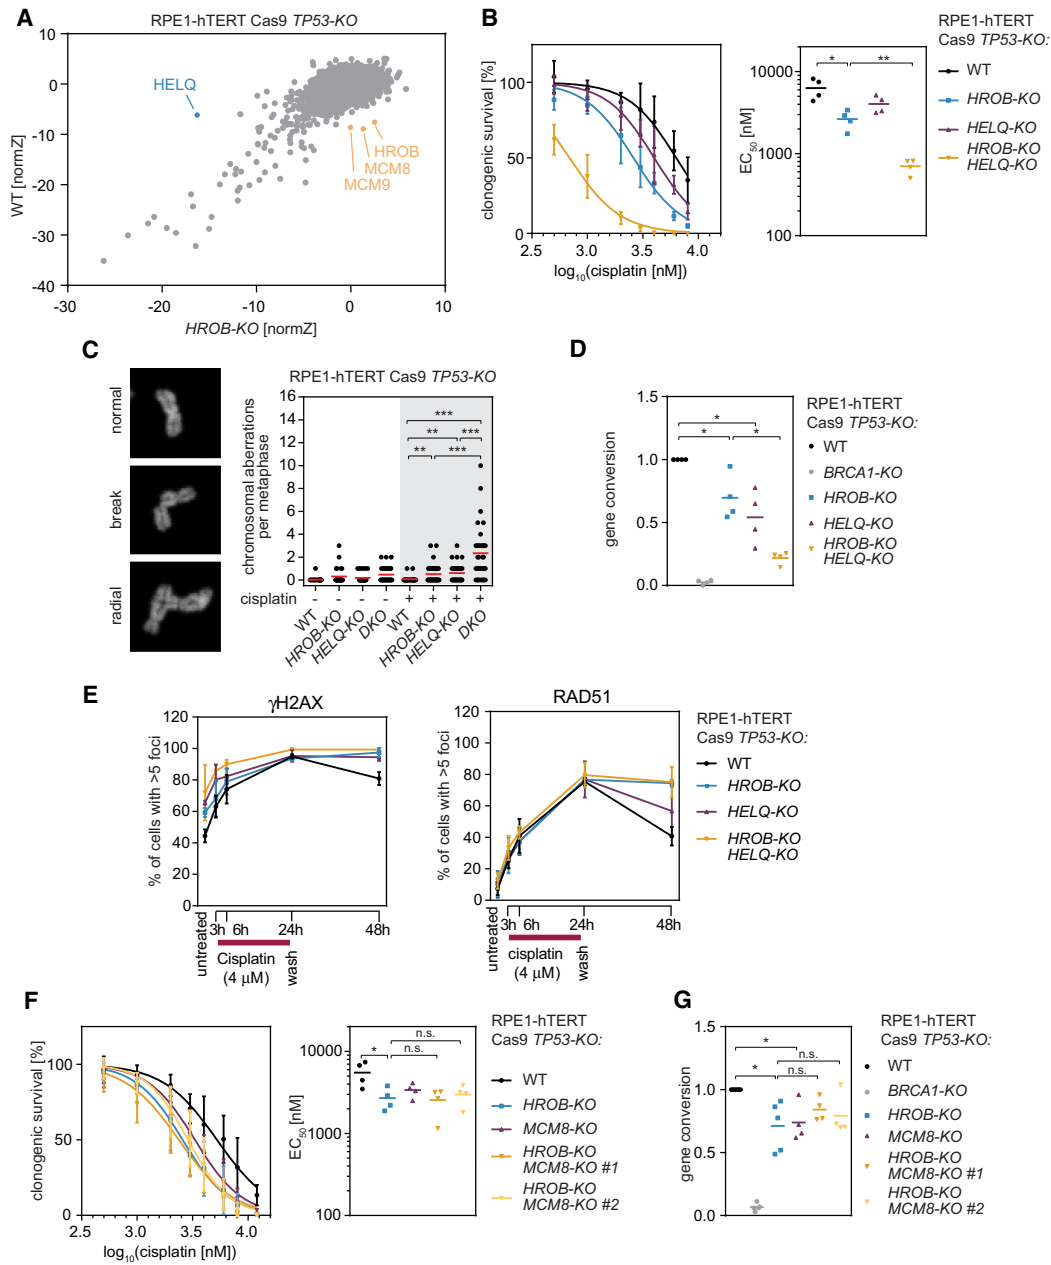 A
RPE1-hTERT Cas9 TP53-KO
WT [normZ]
10
0
-10
-20
-30
-40
-30
-20
-10
0
10
HROB-KO [normZ]
HELQ
HROB
MCM8
MCM9
B
clonogenic survival [%]
100
50
0
2.5
3.0
3.5
4.0
log10(cisplatin [nM])
EC50 [nM]
10000
1000
100
*
**
RPE1-hTERT
Cas9 TP53-KO:
WT
HROB-KO
HELQ-KO
HROB-KO
HELQ-KO
C
normal
break
radial
RPE1-hTERT Cas9 TP53-KO
chromosomal aberrations
per metaphase
16
14
12
10
8
6
4
2
0
***
** ***
** ***
cisplatin - - - - + + + +
WT
HROB-KO
HELQ-KO
DKO
WT
HROB-KO
HELQ-KO
DKO
D
gene conversion
1.5
1.0
0.5
0.0
*
* *
RPE1-hTERT
Cas9 TP53-KO:
WT
BRCA1-KO
HROB-KO
HELQ-KO
HROB-KO
HELQ-KO
E
γH2AX
% of cells with >5 foci
120
100
80
60
40
20
0
untreated
3h 6h 24h 48h
Cisplatin
(4 μM)
wash
RAD51
% of cells with >5 foci
120
100
80
60
40
20
0
untreated
3h 6h 24h 48h
cisplatin
(4 μM)
wash
RPE1-hTERT
Cas9 TP53-KO:
WT
HROB-KO
HELQ-KO
HROB-KO
HELQ-KO
F
clonogenic survival [%]
100
50
0
2.5
3.0
3.5
4.0
log10(cisplatin [nM])
EC50 [nM]
10000
1000
100
n.s.
* n.s.
RPE1-hTERT
Cas9 TP53-KO:
WT
HROB-KO
MCM8-KO
HROB-KO
MCM8-KO #1
HROB-KO
MCM8-KO #2
G
gene conversion
1.5
1.0
0.5
0.0
*
n.s.
* n.s.
RPE1-hTERT
Cas9 TP53-KO:
WT
BRCA1-KO
HROB-KO
MCM8-KO
HROB-KO
MCM8-KO #1
HROB-KO
MCM8-KO #2